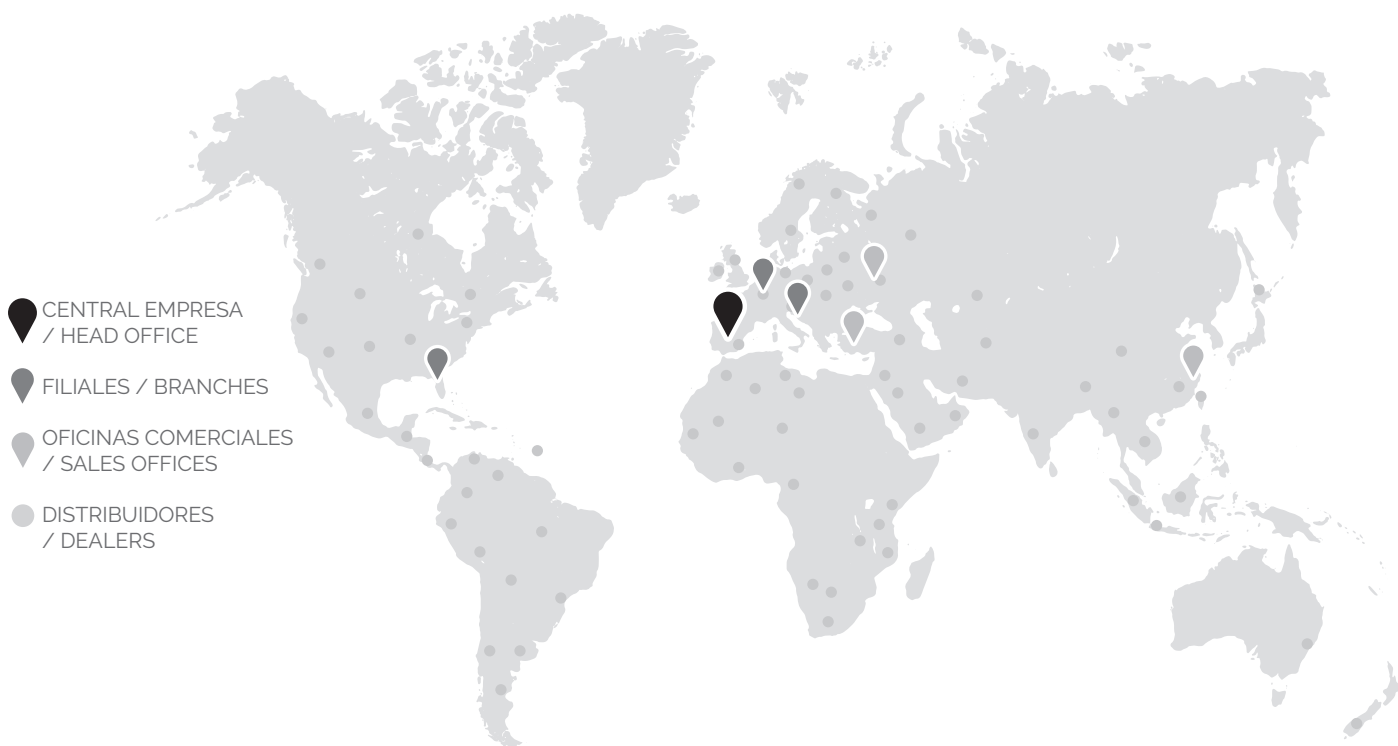 CENTRAL EMPRESA
/ HEAD OFFICE
FILIALES / BRANCHES
OFICINAS COMERCIALES
/ SALES OFFICES
DISTRIBUIDORES
/ DEALERS